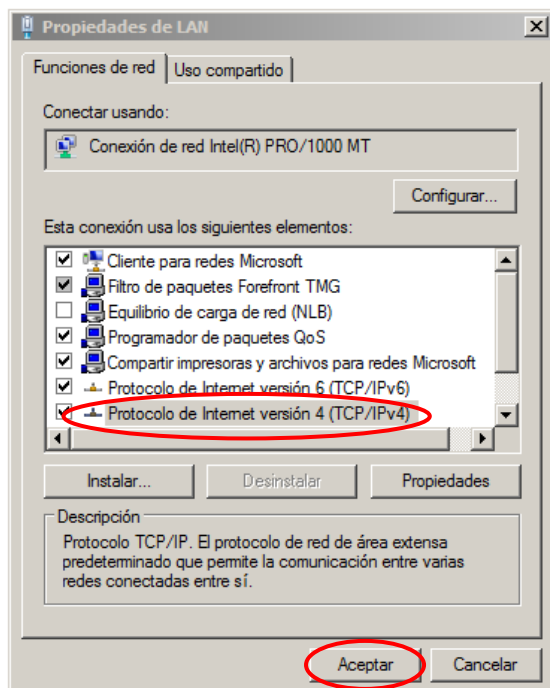 Propiedades de LAN
Funciones de red Uso compartido
Conectar usando:
Conexión de red Intel(R) PRO/1000 MT
Configurar...
Esta conexión usa los siguientes elementos:
Cliente para redes Microsoft
Filtro de paquetes Forefront TMG
Equilibrio de carga de red (NLB)
Programador de paquetes QoS
Compartir impresoras y archivos para redes Microsoft
Protocolo de Internet versión 6 (TCP/IPv6)
Protocolo de Internet versión 4 (TCP/IPv4)
Instalar... Desinstalar Propiedades
Descripción
Protocolo TCP/IP. El protocolo de red de área extensa
predeterminado que permite la comunicación entre varias
redes conectadas entre sí.
Aceptar Cancelar